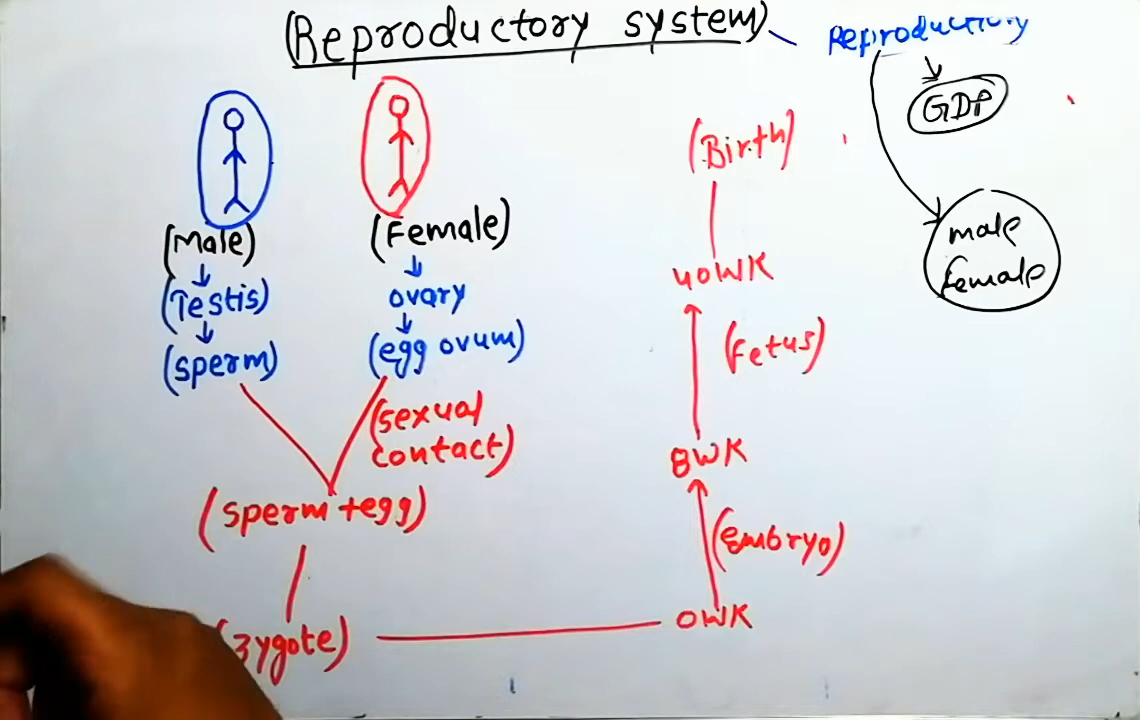 (Reproductory system)
Reproductory
GDP
male
female
(Male)
(Testis)
(sperm)
(Female)
ovary
(egg ovum)
(sexual
contact)
(sperm +egg)
(zygote)
(Birth)
40WK
(Fetus)
8WK
(Embryo)
0WK